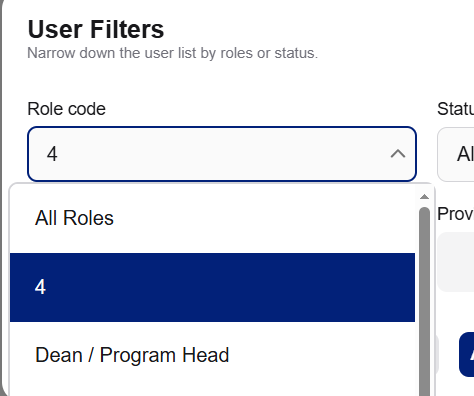 User Filters
Narrow down the user list by roles or status.
Role code
4
All Roles
4
Dean / Program Head